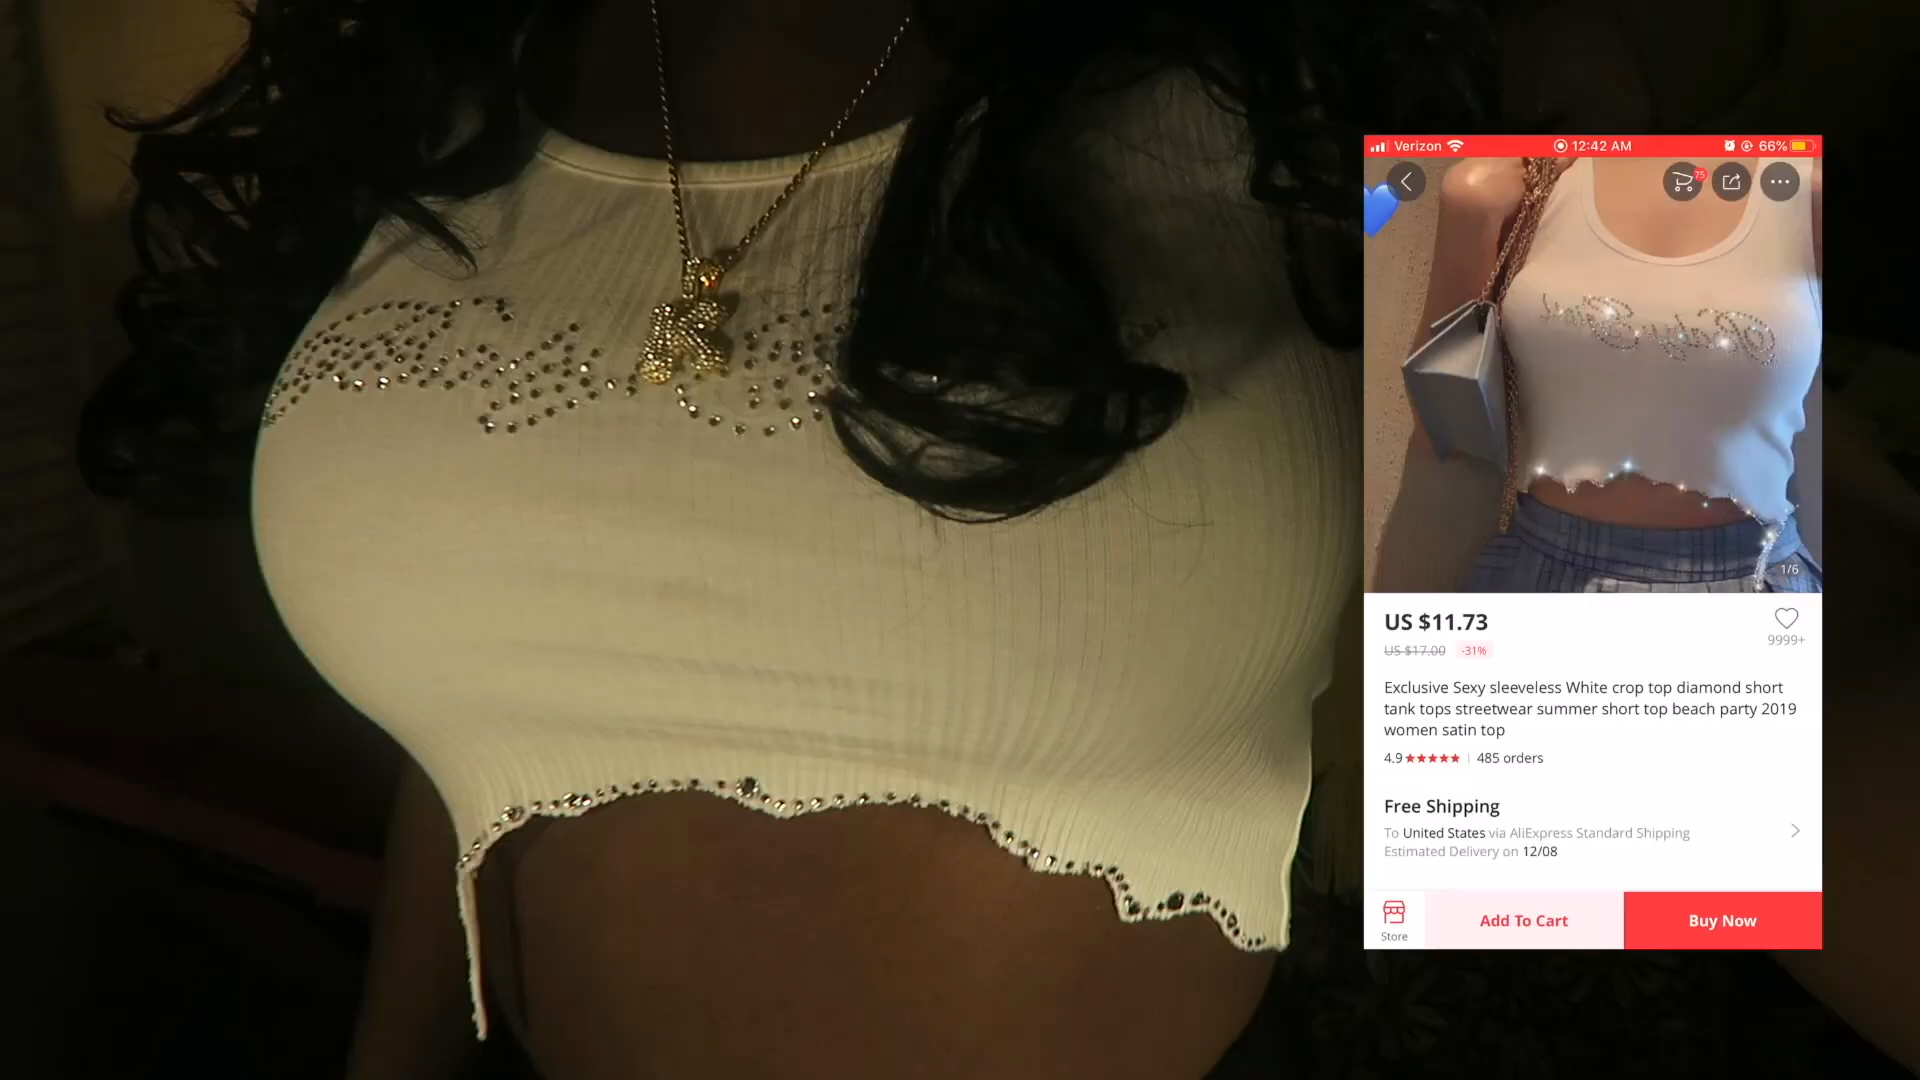 Verizon 12:42 AM 66%
75
1/6
US $11.73
9999+
US $17.00 -31%
Exclusive Sexy sleeveless White crop top diamond short
tank tops streetwear summer short top beach party 2019
women satin top
4.9 485 orders
Free Shipping
To United States via AliExpress Standard Shipping
Estimated Delivery on 12/08
Store
Add To Cart
Buy Now
K